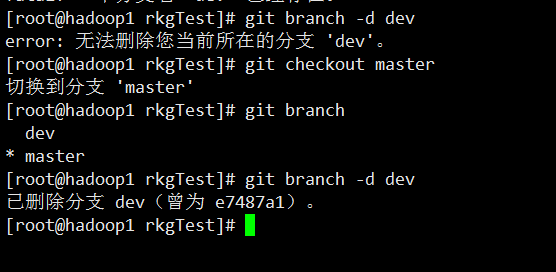 [root@hadoop1 rkgTest]# git branch -d dev
error: 无法删除您当前所在的分支 'dev'。
[root@hadoop1 rkgTest]# git checkout master
切换到分支 'master'
[root@hadoop1 rkgTest]# git branch
  dev
* master
[root@hadoop1 rkgTest]# git branch -d dev
已删除分支 dev（曾为 e7487a1）。
[root@hadoop1 rkgTest]#